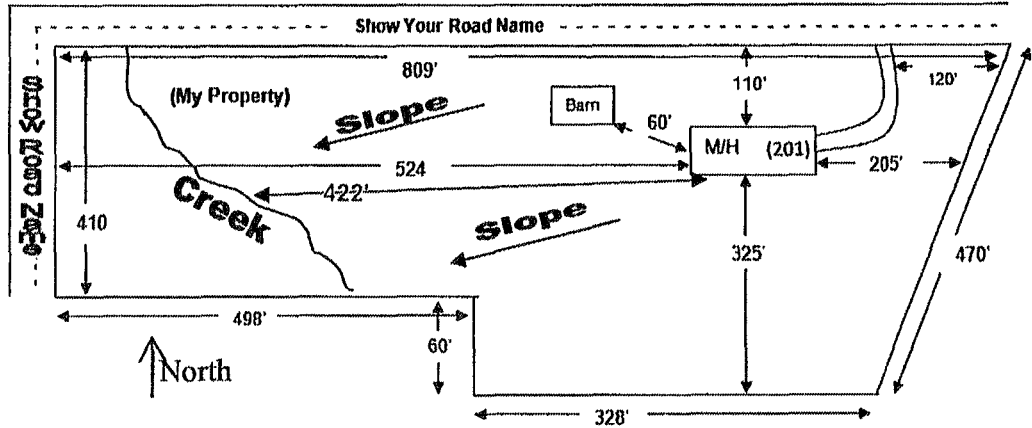 Show Your Road Name
Show Road Name
809'
(My Property)
110'
120'
Slope
Barn
60'
M/H (201)
524
205'
422'
Creek
410
Slope
325'
470'
498'
60'
North
328'